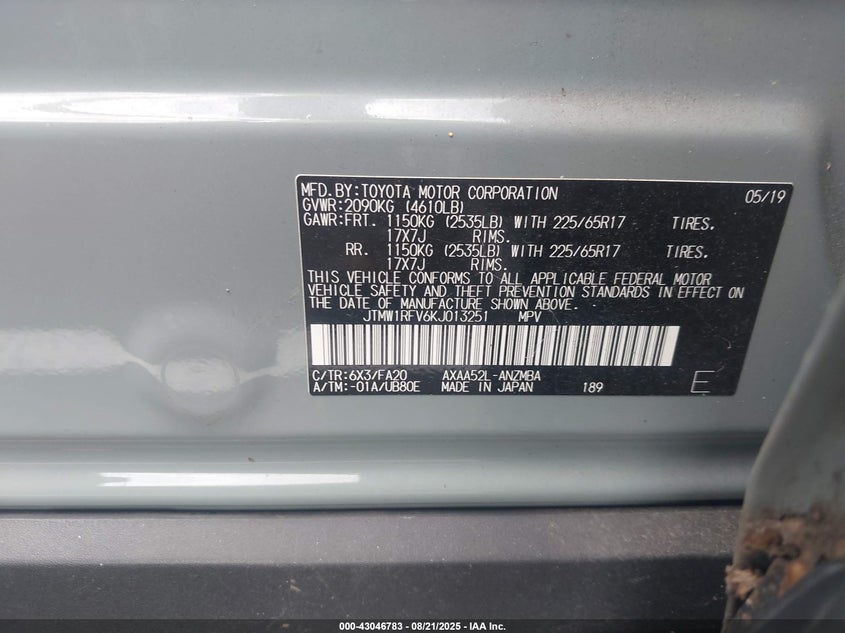 MFD.BY:TOYOTA MOTOR CORPORATION 05/19
GVWR:2090KG (4610LB)
GAWR:FRT. 1150KG (2535LB) WITH 225/65R17 TIRES.
17X7J RIMS.
RR. 1150KG (2535LB) WITH 225/65R17 TIRES.
17X7J RIMS.
THIS VEHICLE CONFORMS TO ALL APPLICABLE FEDERAL MOTOR
VEHICLE SAFETY AND THEFT PREVENTION STANDARDS IN EFFECT ON
THE DATE OF MANUFACTURE SHOWN ABOVE.
JTMW1RFV6KJ013251 MPV
C/TR:6X3/FA20 AXAA52L-ANZMBA
A/TM:-01A/UB80E MADE IN JAPAN 189 E
000-43046783 - 08/21/2025 - IAA Inc.